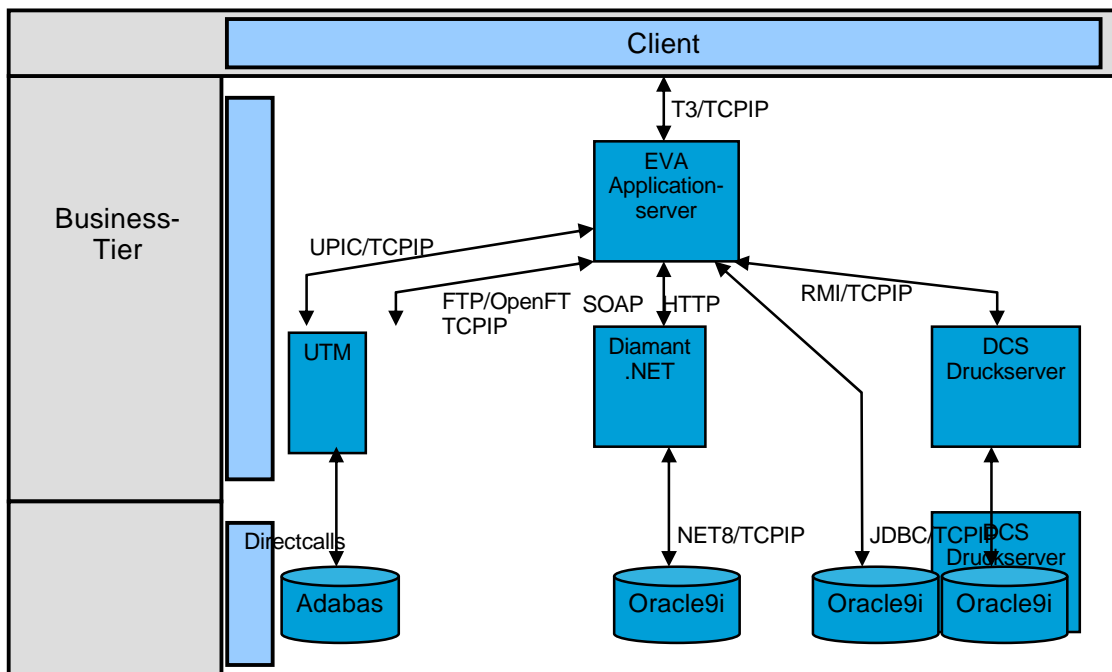 Client
T3/TCPIP
EVA
Application-
server
Business-
Tier
UPIC/TCPIP
FTP/OpenFT
TCPIP
SOAP
HTTP
RMI/TCPIP
UTM
Diamant
.NET
DCS
Druckserver
Directcalls
NET8/TCPIP
JDBC/TCPIP
DCS
Druckserver
Adabas
Oracle9i
Oracle9i
Oracle9i